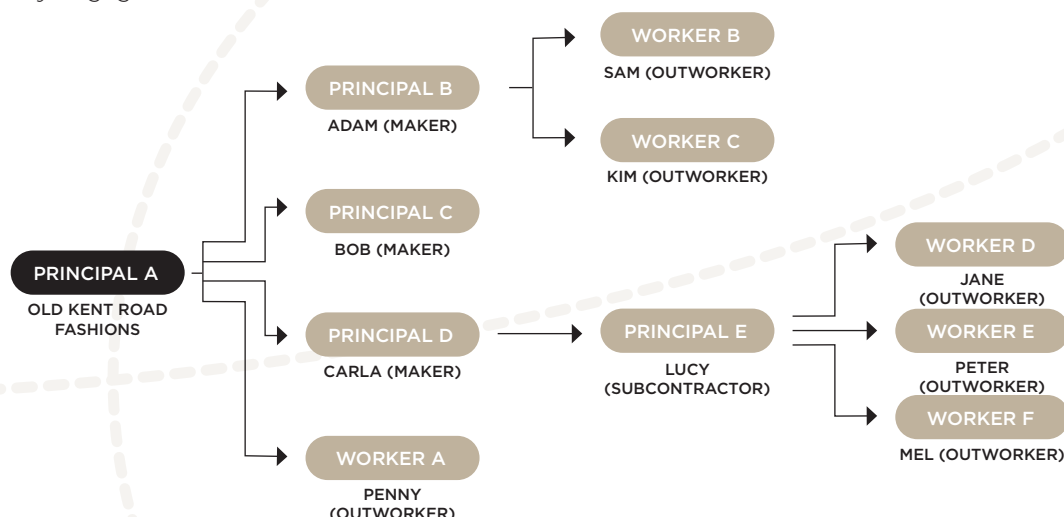 WORKER B
SAM (OUTWORKER)
PRINCIPAL B
ADAM (MAKER)
WORKER C
KIM (OUTWORKER)
PRINCIPAL C
BOB (MAKER)
WORKER D
JANE
(OUTWORKER)
PRINCIPAL A
OLD KENT ROAD
FASHIONS
PRINCIPAL D
CARLA (MAKER)
PRINCIPAL E
LUCY
(SUBCONTRACTOR)
WORKER E
PETER
(OUTWORKER)
WORKER F
MEL (OUTWORKER)
WORKER A
PENNY
(OUTWORKER)